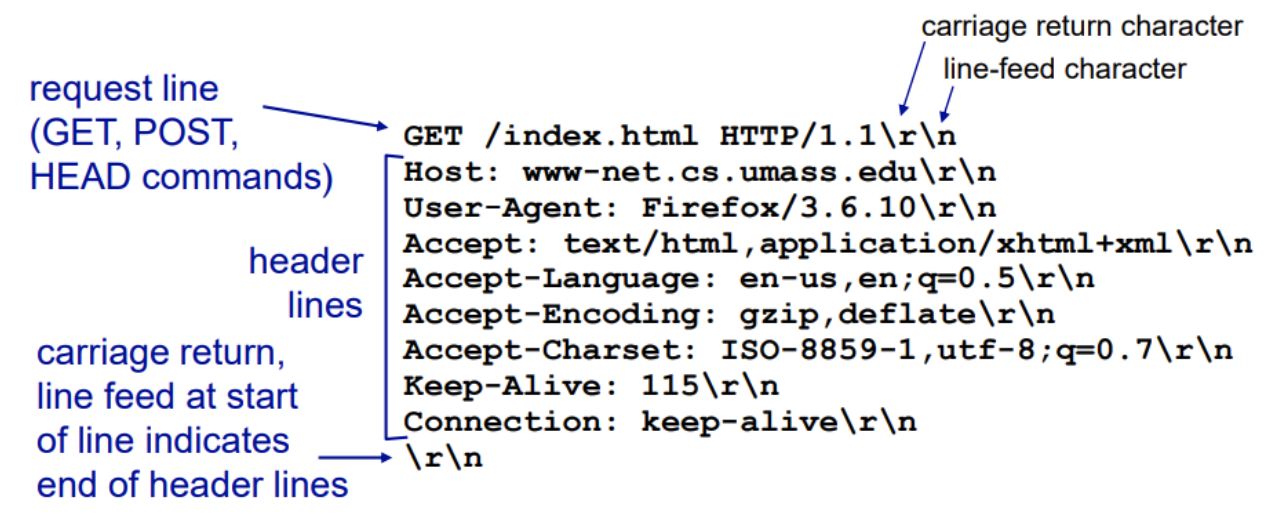 carriage return character
line-feed character
request line
(GET, POST,
HEAD commands)
GET /index.html HTTP/1.1\r\n
Host: www-net.cs.umass.edu\r\n
User-Agent: Firefox/3.6.10\r\n
Accept: text/html,application/xhtml+xml\r\n
Accept-Language: en-us,en;q=0.5\r\n
Accept-Encoding: gzip,deflate\r\n
Accept-Charset: ISO-8859-1,utf-8;q=0.7\r\n
Keep-Alive: 115\r\n
Connection: keep-alive\r\n
\r\n
header
lines
carriage return,
line feed at start
of line indicates
end of header lines